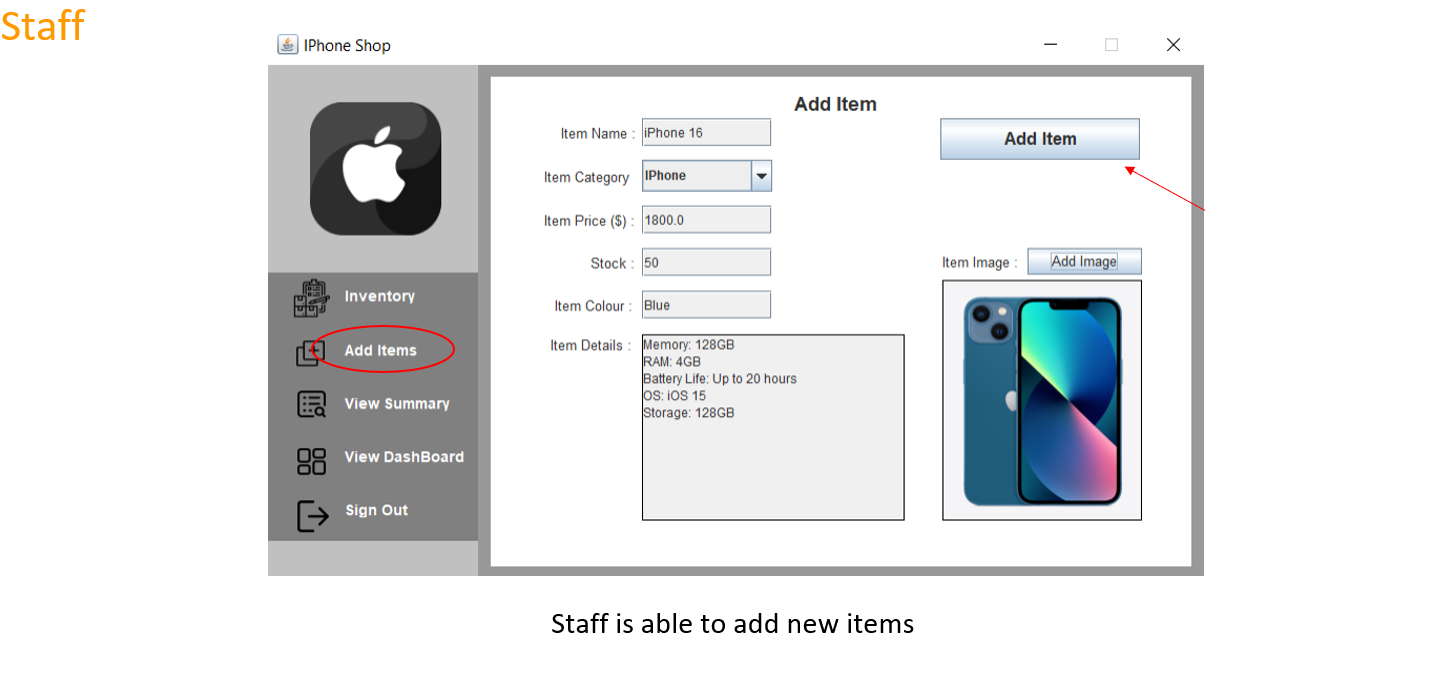 Staff
IPhone Shop
Add Item
Item Name : iPhone 16
Add Item
Item Category IPhone
Item Price ($) : 1800.0
Stock : 50
Item Image : Add Image
Item Colour : Blue
Item Details : Memory: 128GB
RAM: 4GB
Battery Life: Up to 20 hours
OS: iOS 15
Storage: 128GB
Inventory
Add Items
View Summary
View DashBoard
Sign Out
Staff is able to add new items